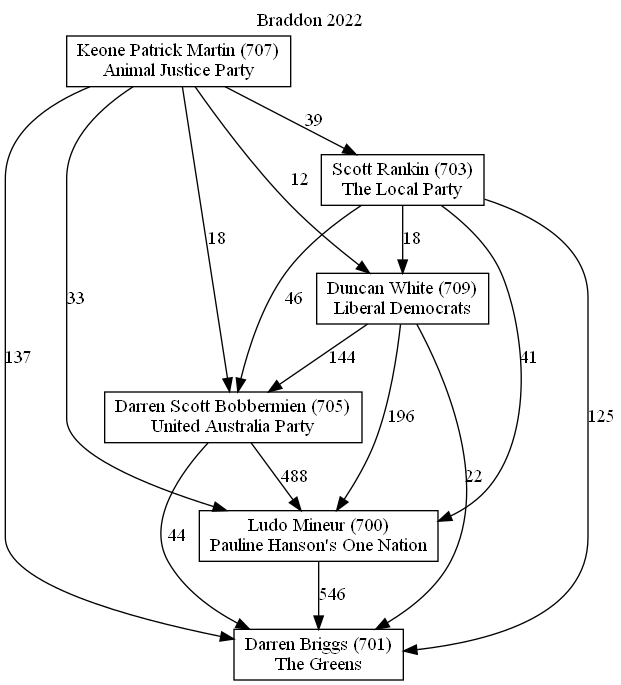 Braddon 2022
Keone Patrick Martin (707)
Animal Justice Party
39
Scott Rankin (703)
The Local Party
12
18
18
Duncan White (709)
Liberal Democrats
33
46
137
144
41
Darren Scott Bobbermien (705)
United Australia Party
196
125
488
22
Ludo Mineur (700)
Pauline Hanson's One Nation
44
546
Darren Briggs (701)
The Greens